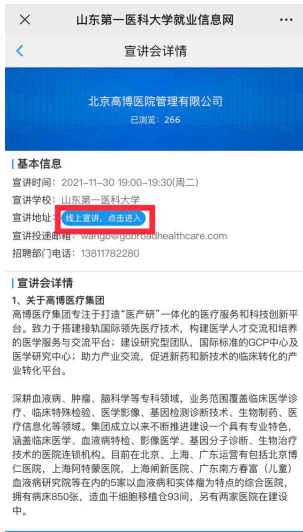 山东第一医科大学就业信息网
宣讲会详情
北京高博医院管理有限公司
已浏览：266
基本信息
宣讲时间：2021-11-30 19:00-19:30(周二)
宣讲学校：山东第一医科大学
宣讲地址：线上宣讲，点击进入
宣讲投递邮箱：wangb@gobroadhealthcare.com
招聘部门电话：13811782280
宣讲会详情
1、关于高博医疗集团
高博医疗集团专注于打造“医产研”一体化的医疗服务和科技创新平
台。致力于搭建接轨国际领先医疗技术，构建医学人才交流和培养
的医学服务与交流平台；建设研究型团队，国际标准的GCP中心及
医学研究中心；助力产业交流，促进新药和新技术的临床转化的产
业转化平台。
深耕血液病、肿瘤、脑科学等专科领域，业务范围覆盖临床医学诊
疗、临床特殊检验、医学影像、基因检测诊断技术、生物制药、医
疗信息化等领域。集团成立以来不断推进建设一个具有专业特色，
涵盖临床医学、血液病特检、影像医学、基因分子诊断、生物治疗
技术的医院连锁机构。目前在北京、上海、广东运营有包括北京博
仁医院，上海阿特蒙医院，上海闸新医院、广东南方春富（儿童）
血液病研究院等在内的5家以血液病和实体瘤为特点的综合医院，
拥有病床850张，造血干细胞移植仓93间，另有两家医院在建设
中。